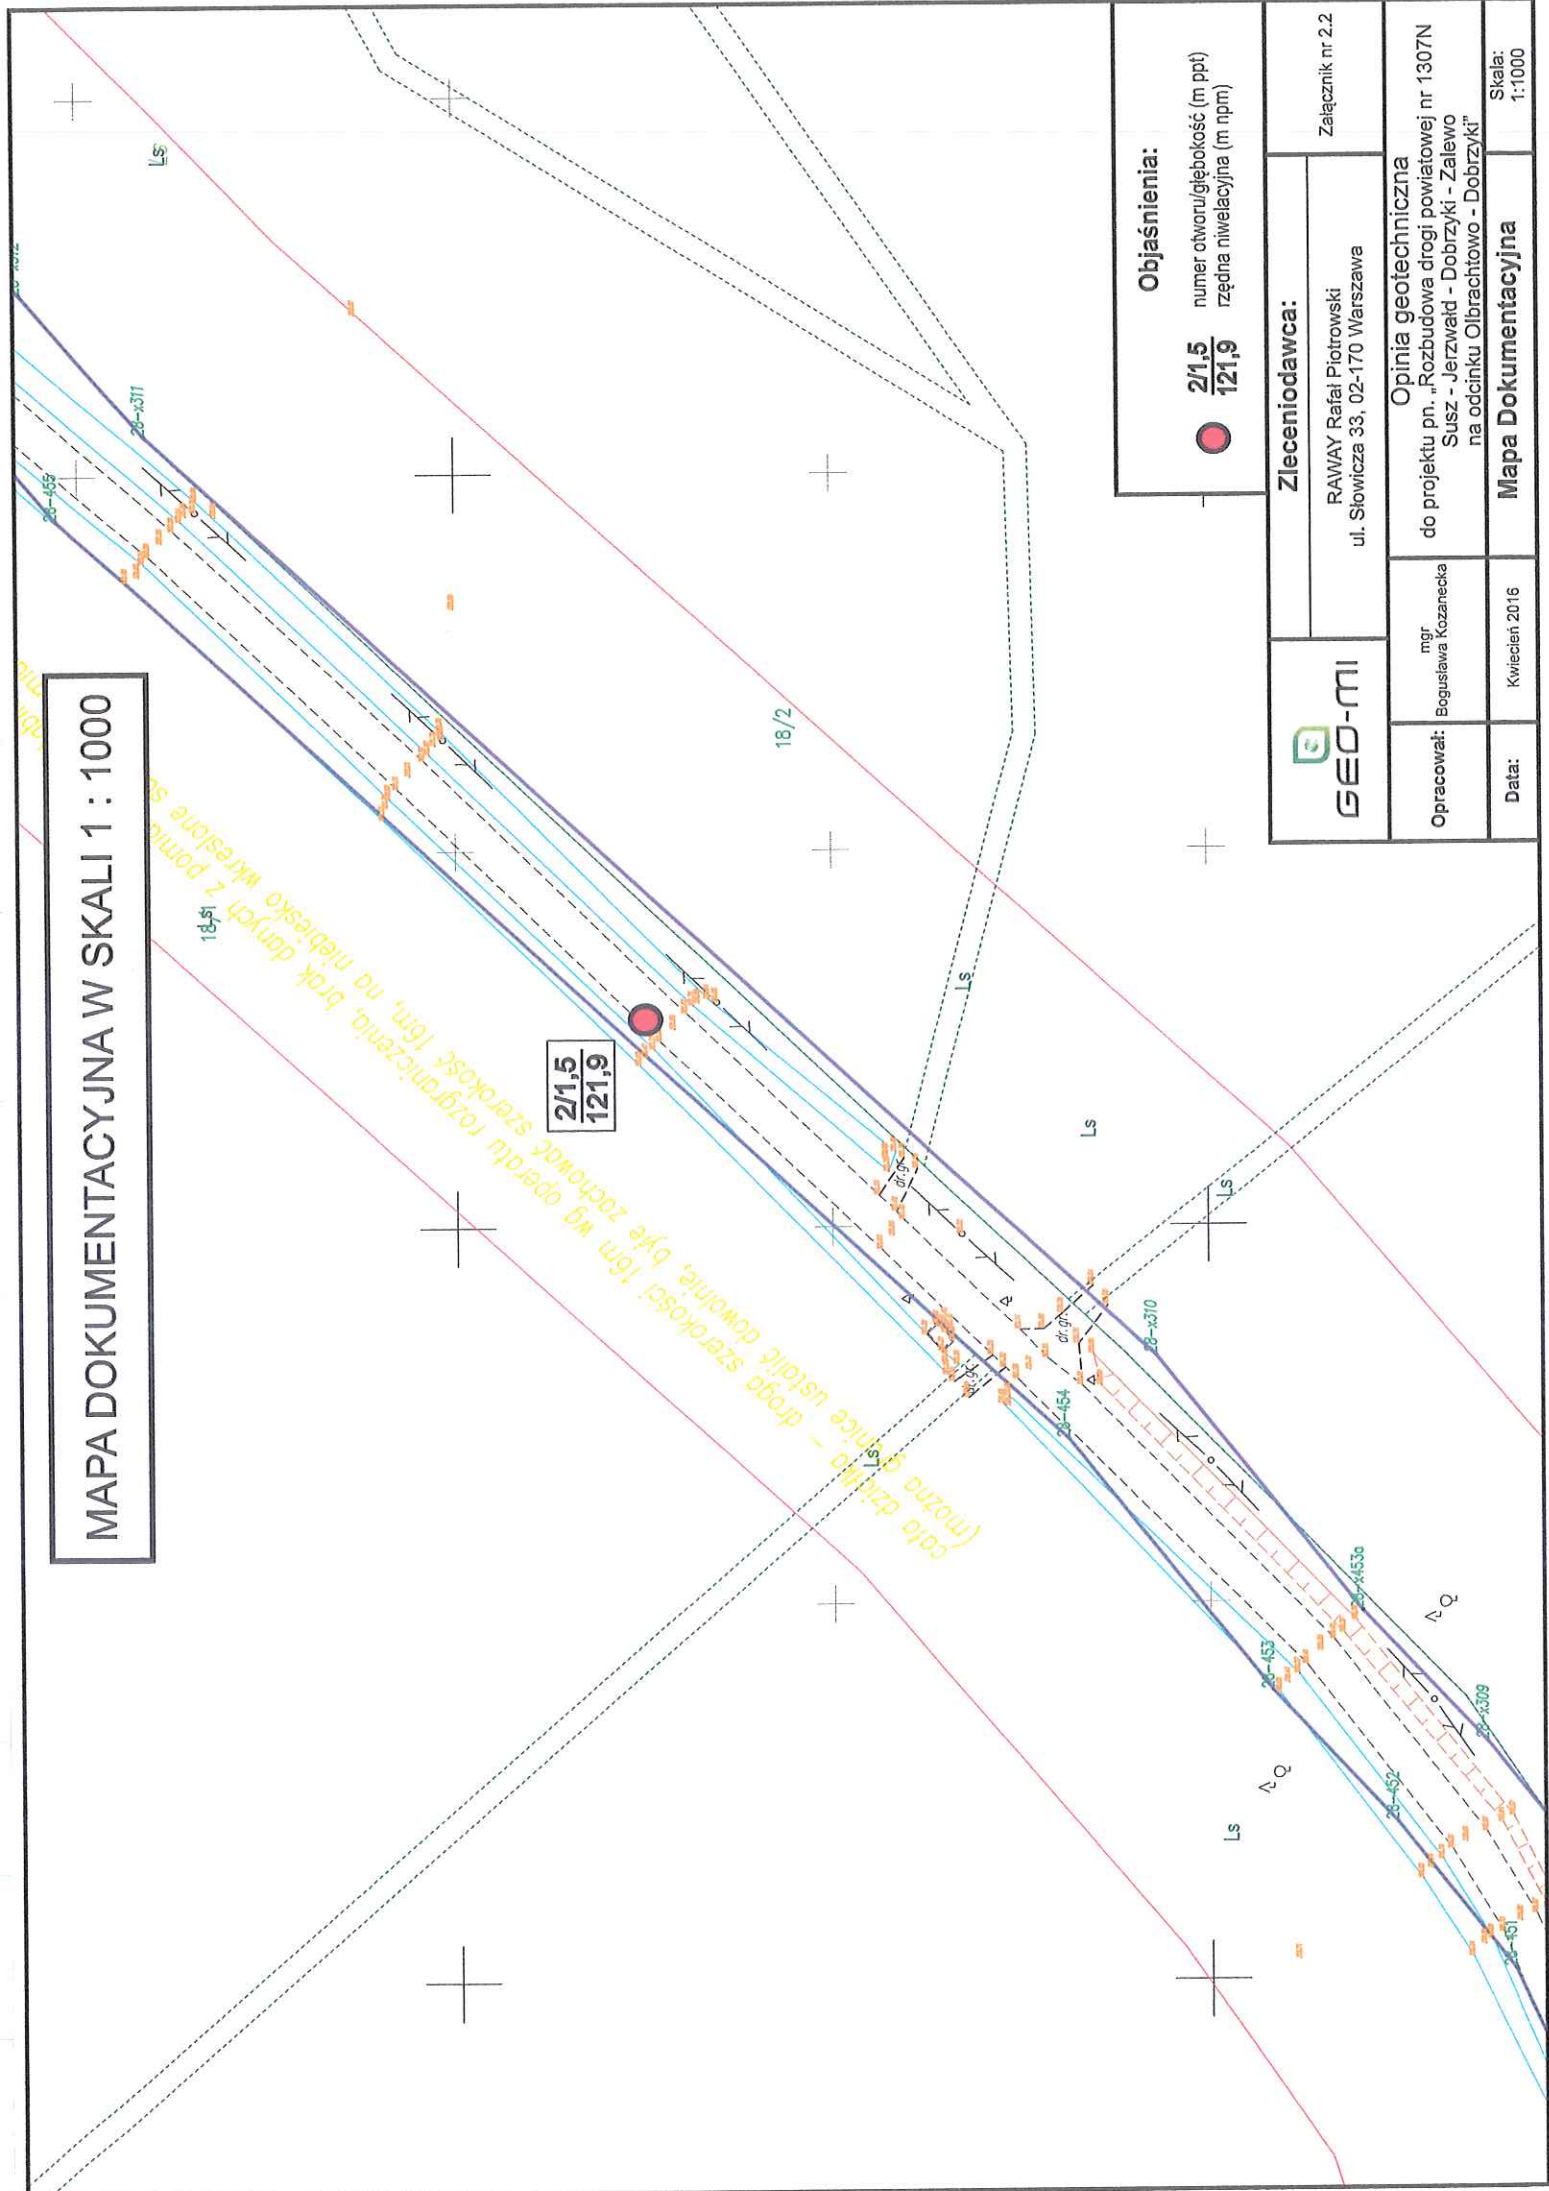 MAPA DOKUMENTACYJNA W SKALI 1 : 1000
28-455
28-x311
Ls
18/2
2/1,5
121,9
cała działka – droga szerokości 16m wg operatu rozgraniczenia, brak danych z
(można granice ustalić dowolnie, byle zachować szerokość 16m, na niebiesko wkreślone
Ls
Ls
Ls
Ls
dr.gr.
dr.gr.
dr.gr.
28-454
28-x310
28-453
28-x453a
28-452
28-x309
28-451
Ls
Objaśnienia:
2/1,5
121,9
numer otworu/głębokość (m ppt)
rzędna niwelacyjna (m npm)
GEO-MI
Zleceniodawca:
RAWAY Rafał Piotrowski
ul. Słowicza 33, 02-170 Warszawa
Załącznik nr 2.2
Opracował:
mgr
Bogusława Kozanecka
Opinia geotechniczna
do projektu pn. „Rozbudowa drogi powiatowej nr 1307N
Susz - Jerzwałd - Dobrzyki - Zalewo
na odcinku Olbrachtowo - Dobrzyki"
Data:
Kwiecień 2016
Mapa Dokumentacyjna
Skala:
1:1000